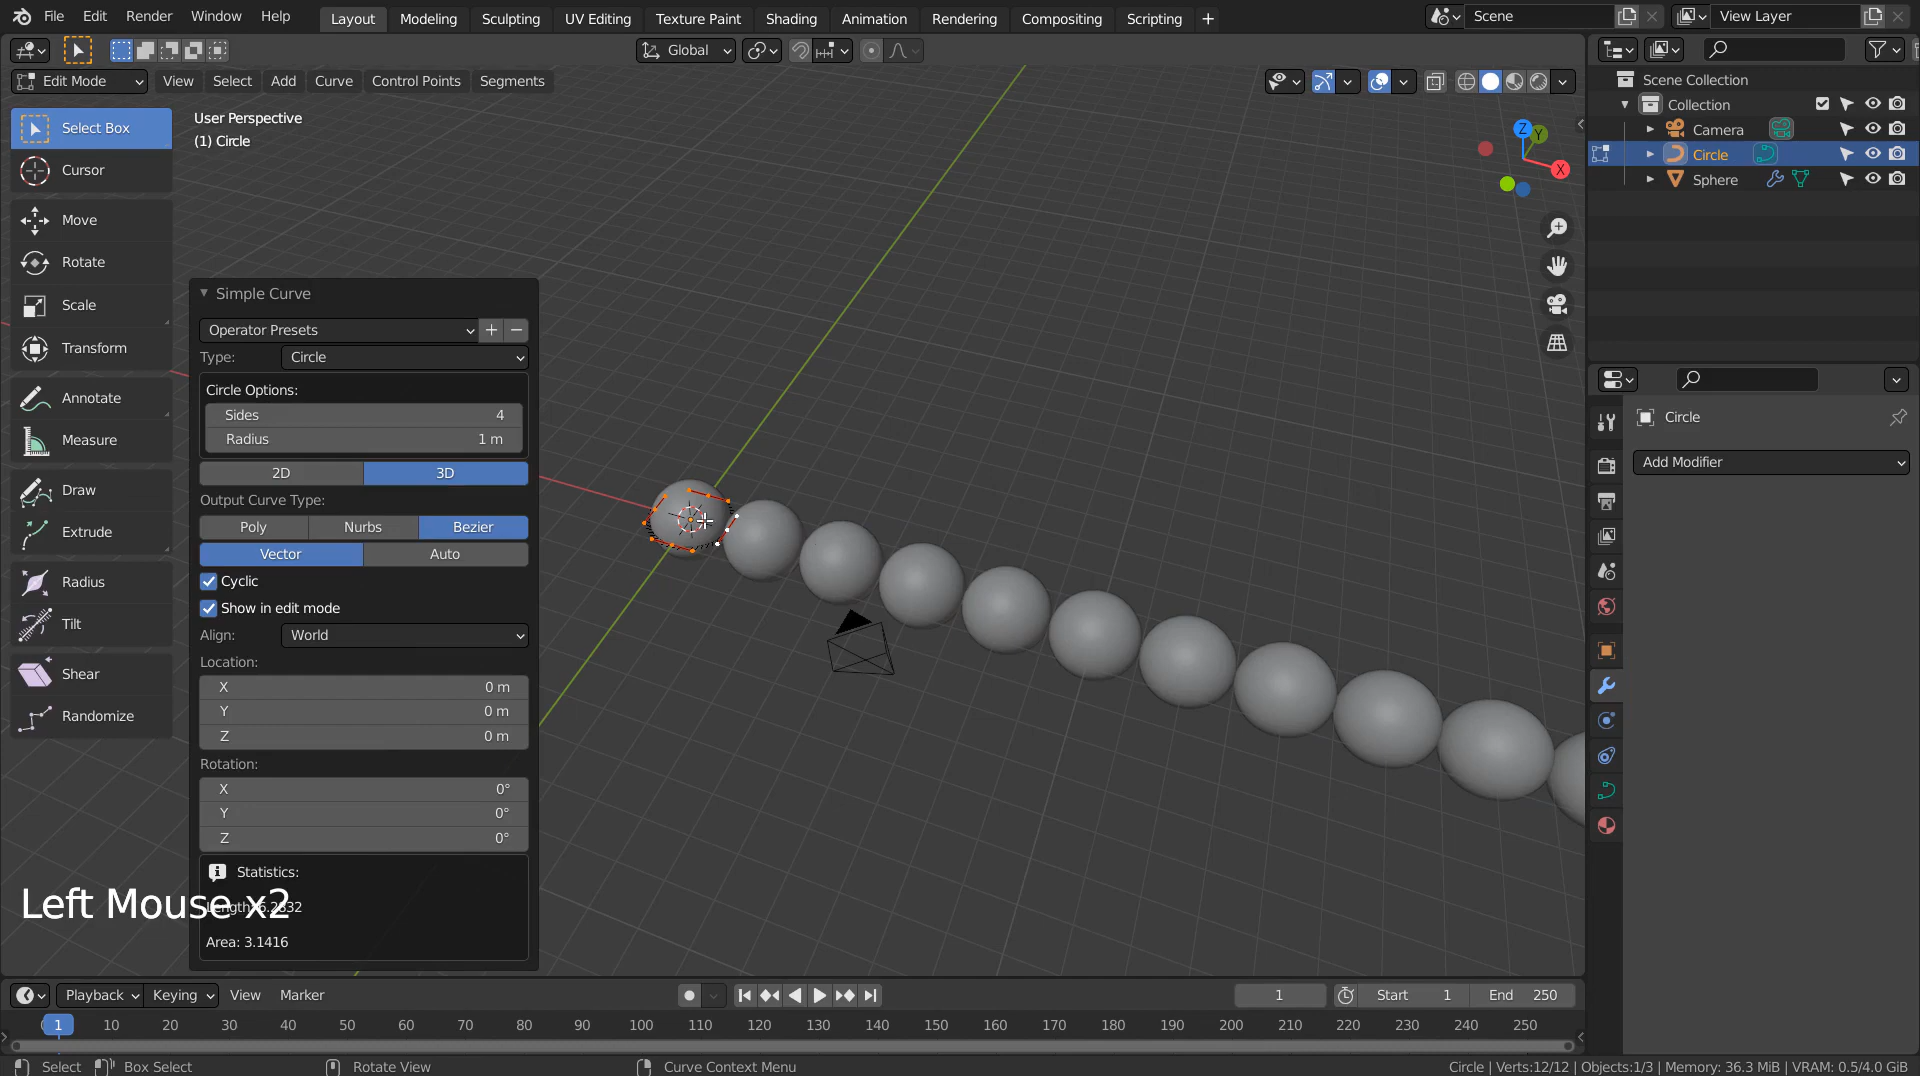 File Edit Render Window Help Layout Modeling Sculpting UV Editing Texture Paint Shading Animation Rendering Compositing Scripting + Scene View Layer
Global
Edit Mode View Select Add Curve Control Points Segments
Select Box
Cursor
Move
Rotate
Scale
Transform
Annotate
Measure
Draw
Extrude
Radius
Tilt
Shear
Randomize
User Perspective
(1) Circle
Simple Curve
Operator Presets
Type: Circle
Circle Options:
Sides 4
Radius 1 m
2D 3D
Output Curve Type:
Poly Nurbs Bezier
Vector Auto
Cyclic
Show in edit mode
Align: World
Location:
X 0 m
Y 0 m
Z 0 m
Rotation:
X 0°
Y 0°
Z 0°
Statistics:
Area: 3.1416
Left Mouse x2
Z Y
X
Scene Collection
Collection
Camera
Circle
Sphere
Circle
Add Modifier
Playback Keying View Marker 1 Start 1 End 250
1 10 20 30 40 50 60 70 80 90 100 110 120 130 140 150 160 170 180 190 200 210 220 230 240 250
Select Box Select Rotate View Curve Context Menu Circle | Verts:12/12 | Objects:1/3 | Memory: 36.3 MiB | VRAM: 0.5/4.0 GiB